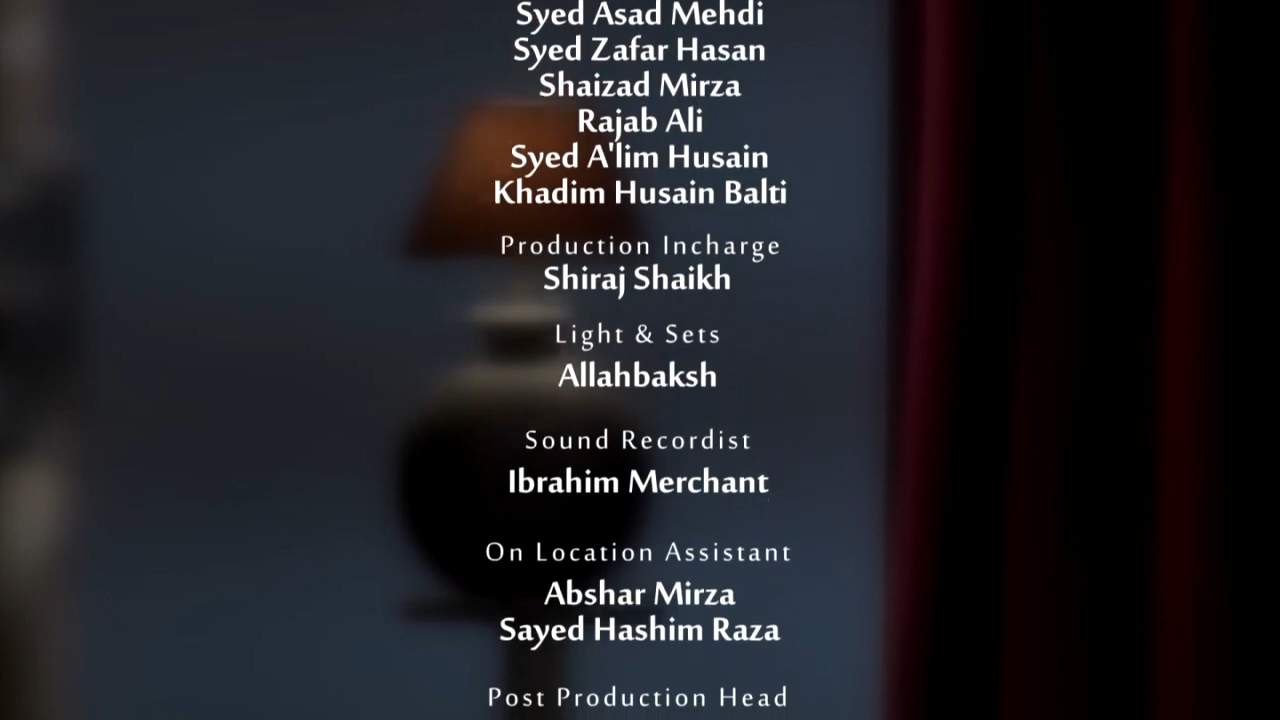 Syed Asad Mehdi
Syed Zafar Hasan
Shaizad Mirza
Rajab Ali
Syed A'lim Husain
Khadim Husain Balti
Production Incharge
Shiraj Shaikh
Light & Sets
Allahbaksh
Sound Recordist
Ibrahim Merchant
On Location Assistant
Abshar Mirza
Sayed Hashim Raza
Post Production Head